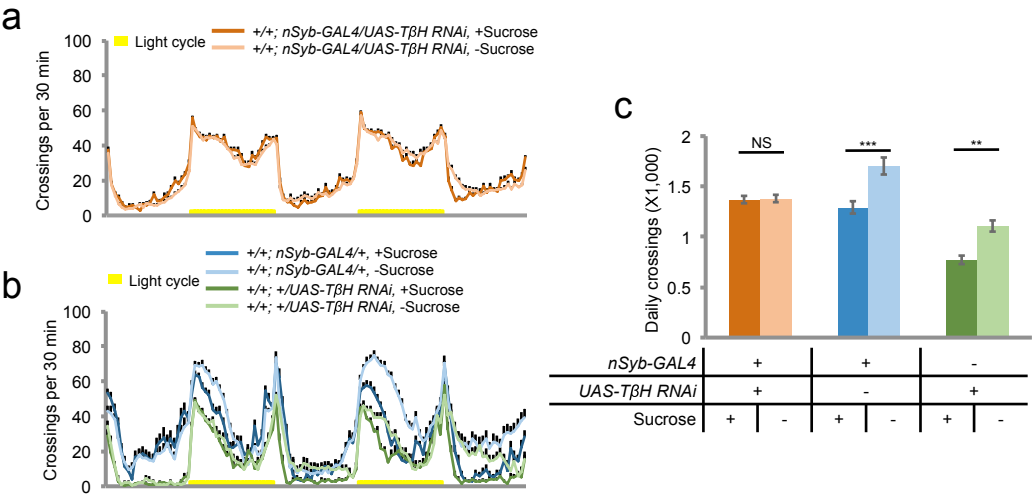 a
Light cycle
+/+; nSyb-GAL4/UAS-TβH RNAi, +Sucrose
+/+; nSyb-GAL4/UAS-TβH RNAi, -Sucrose
Crossings per 30 min
100
80
60
40
20
0
b
Light cycle
+/+; nSyb-GAL4/+, +Sucrose
+/+; nSyb-GAL4/+, -Sucrose
+/+; +/UAS-TβH RNAi, +Sucrose
+/+; +/UAS-TβH RNAi, -Sucrose
Crossings per 30 min
100
80
60
40
20
0
c
Daily crossings (X1,000)
2
1.5
1
0.5
0
NS
***
**
nSyb-GAL4 + + -
UAS-TβH RNAi + - +
Sucrose + - + - + -